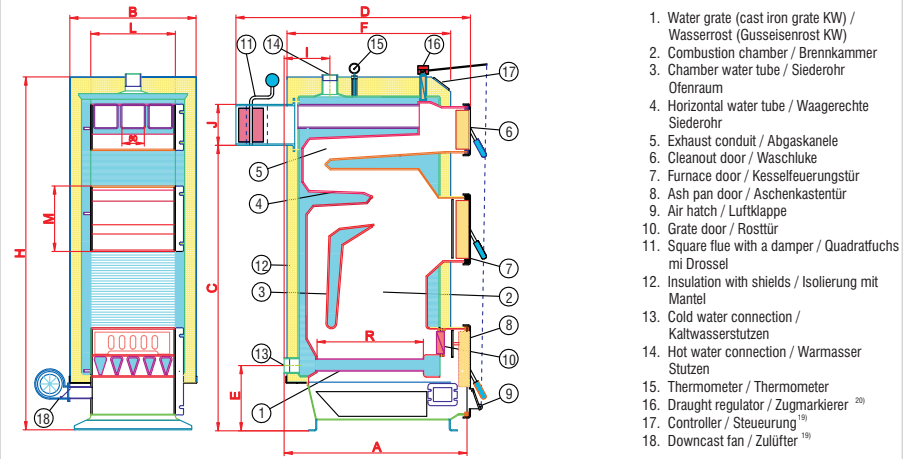 B
L
D
F
I
14
15
16
11
17
J
6
80
5
4
M
H
C
7
12
3
2
8
R
13
10
E
1
9
18
A
1. Water grate (cast iron grate KW) /
Wasserrost (Gusseisenrost KW)
2. Combustion chamber / Brennkammer
3. Chamber water tube / Siederohr
Ofenraum
4. Horizontal water tube / Waagerechte
Siederohr
5. Exhaust conduit / Abgaskanele
6. Cleanout door / Waschluke
7. Furnace door / Kesselfeuerungstür
8. Ash pan door / Aschenkastentür
9. Air hatch / Luftklappe
10. Grate door / Rosttür
11. Square flue with a damper / Quadratfuchs
mi Drossel
12. Insulation with shields / Isolierung mit
Mantel
13. Cold water connection /
Kaltwasserstutzen
14. Hot water connection / Warmasser
Stutzen
15. Thermometer / Thermometer
16. Draught regulator / Zugmarkierer 20)
17. Controller / Steueurung 19)
18. Downcast fan / Zulüfter 19)